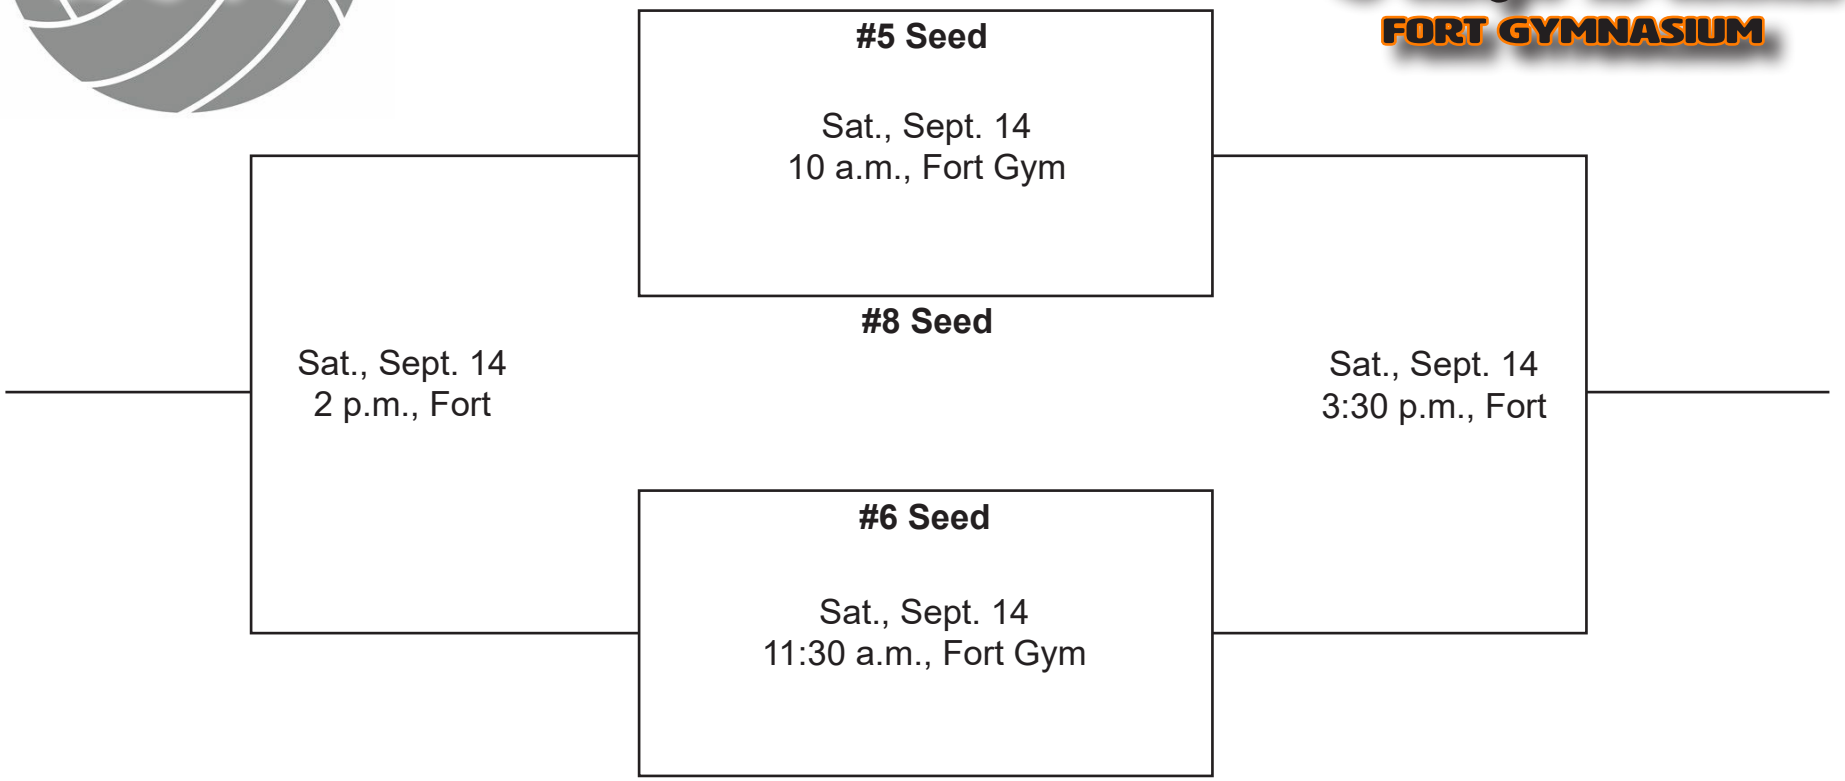 FORT GYMNASIUM
#5 Seed
Sat., Sept. 14
10 a.m., Fort Gym
#8 Seed
Sat., Sept. 14
2 p.m., Fort
Sat., Sept. 14
3:30 p.m., Fort
#6 Seed
Sat., Sept. 14
11:30 a.m., Fort Gym